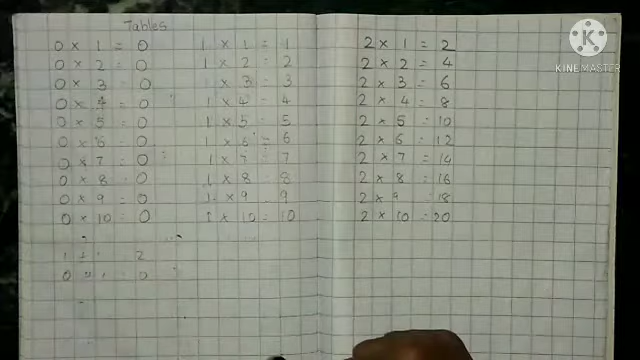 Tables
0 × 1 = 0
0 × 2 = 0
0 × 3 = 0
0 × 4 = 0
0 × 5 = 0
0 × 6 = 0
0 × 7 = 0
0 × 8 = 0
0 × 9 = 0
0 × 10 = 0
1 × 1 = 1
1 × 2 = 2
1 × 3 = 3
1 × 4 = 4
1 × 5 = 5
1 × 6 = 6
1 × 7 = 7
1 × 8 = 8
1 × 9 9
1 × 10 = 10
2 × 1 = 2
2 × 2 = 4
2 × 3 = 6
2 × 4 = 8
2 × 5 = 10
2 × 6 = 12
2 × 7 = 14
2 × 8 = 16
2 × 9 = 18
2 × 10 = 20
KINEMASTER